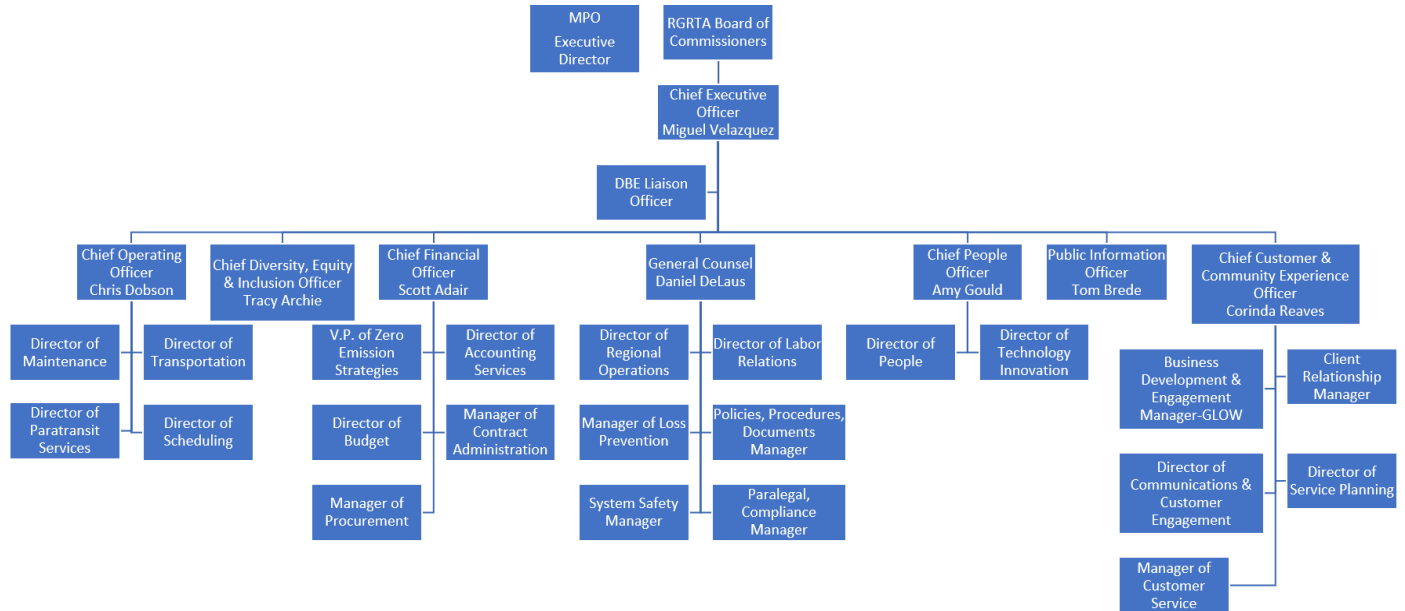 MPO
Executive
Director
RGRTA Board of
Commissioners
Chief Executive
Officer
Miguel Velazquez
DBE Liaison
Officer
Chief Operating
Officer
Chris Dobson
Chief Diversity, Equity
& Inclusion Officer
Tracy Archie
Chief Financial
Officer
Scott Adair
General Counsel
Daniel DeLaus
Chief People
Officer
Amy Gould
Public Information
Officer
Tom Brede
Chief Customer &
Community Experience
Officer
Corinda Reaves
Director of
Maintenance
Director of
Transportation
Director of
Paratransit
Services
Director of
Scheduling
V.P. of Zero
Emission
Strategies
Director of
Accounting
Services
Director of
Budget
Manager of
Contract
Administration
Manager of
Procurement
Director of
Regional
Operations
Director of Labor
Relations
Manager of Loss
Prevention
Policies, Procedures,
Documents
Manager
System Safety
Manager
Paralegal,
Compliance
Manager
Director of
People
Director of
Technology
Innovation
Business
Development &
Engagement
Manager-GLOW
Client
Relationship
Manager
Director of
Communications &
Customer
Engagement
Director of
Service Planning
Manager of
Customer
Service